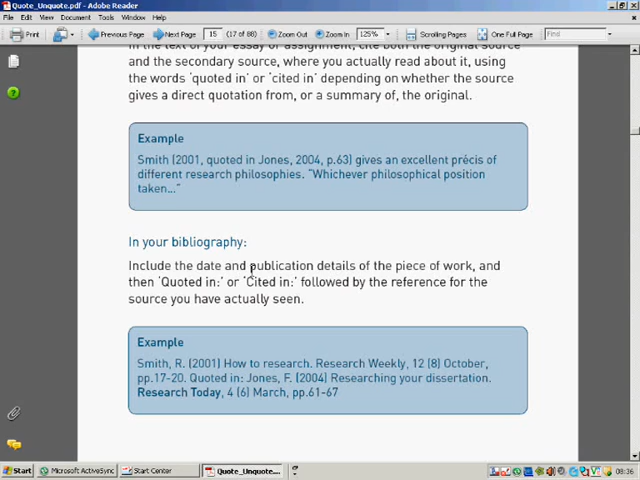 Quote_Unquote.pdf - Adobe Reader
File Edit View Document Tools Window Help
Print Previous Page Next Page 15 (17 of 88) Zoom Out Zoom In 125% Scrolling Pages One Full Page Find
In the text of your essay or assignment, cite both the original source
and the secondary source, where you actually read about it, using
the words ‘quoted in’ or ‘cited in’ depending on whether the source
gives a direct quotation from, or a summary of, the original.
Example
Smith (2001, quoted in Jones, 2004, p.63) gives an excellent précis of
different research philosophies. “Whichever philosophical position
taken...”
In your bibliography:
Include the date and publication details of the piece of work, and
then ‘Quoted in:’ or ‘Cited in:’ followed by the reference for the
source you have actually seen.
Example
Smith, R. (2001) How to research. Research Weekly, 12 (8) October,
pp.17-20. Quoted in: Jones, F. (2004) Researching your dissertation.
Research Today, 4 (6) March, pp.61-67
Start Microsoft ActiveSync Start Center Quote_Unquote... 08:36